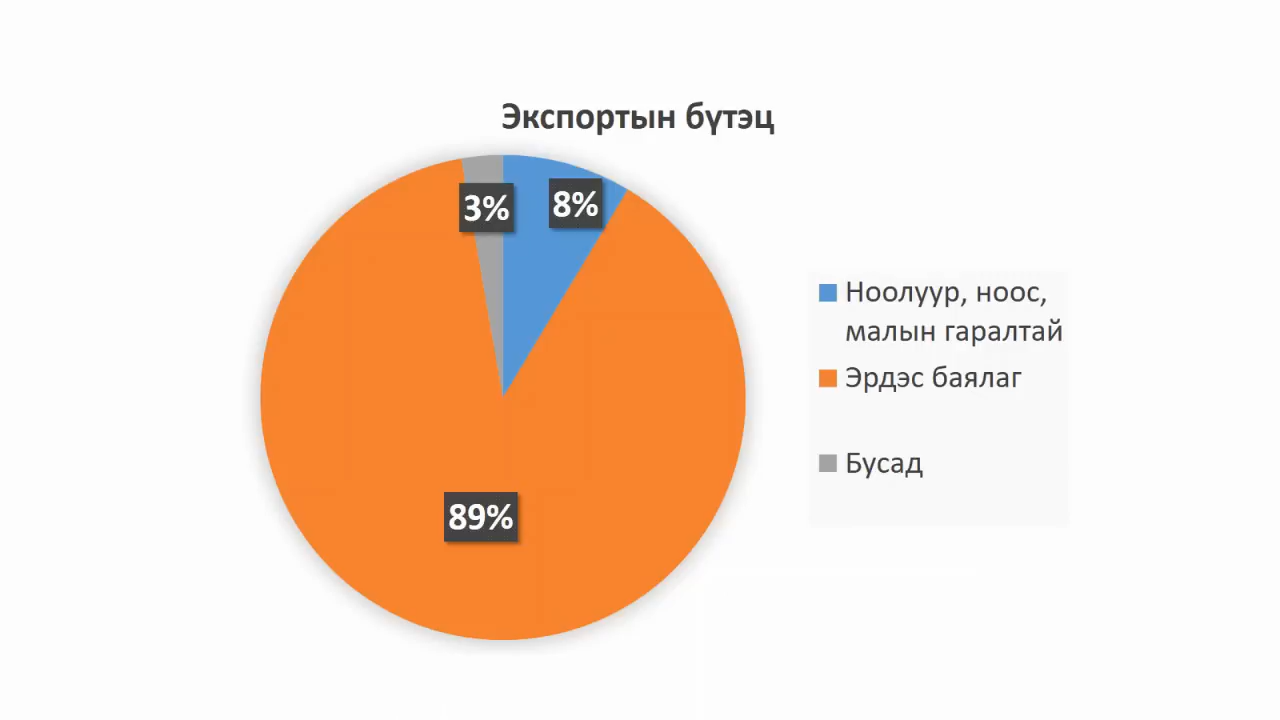 Экспортын бүтэц
3%
8%
89%
Ноолуур, ноос,
малын гаралтай
Эрдэс баялаг
Бусад